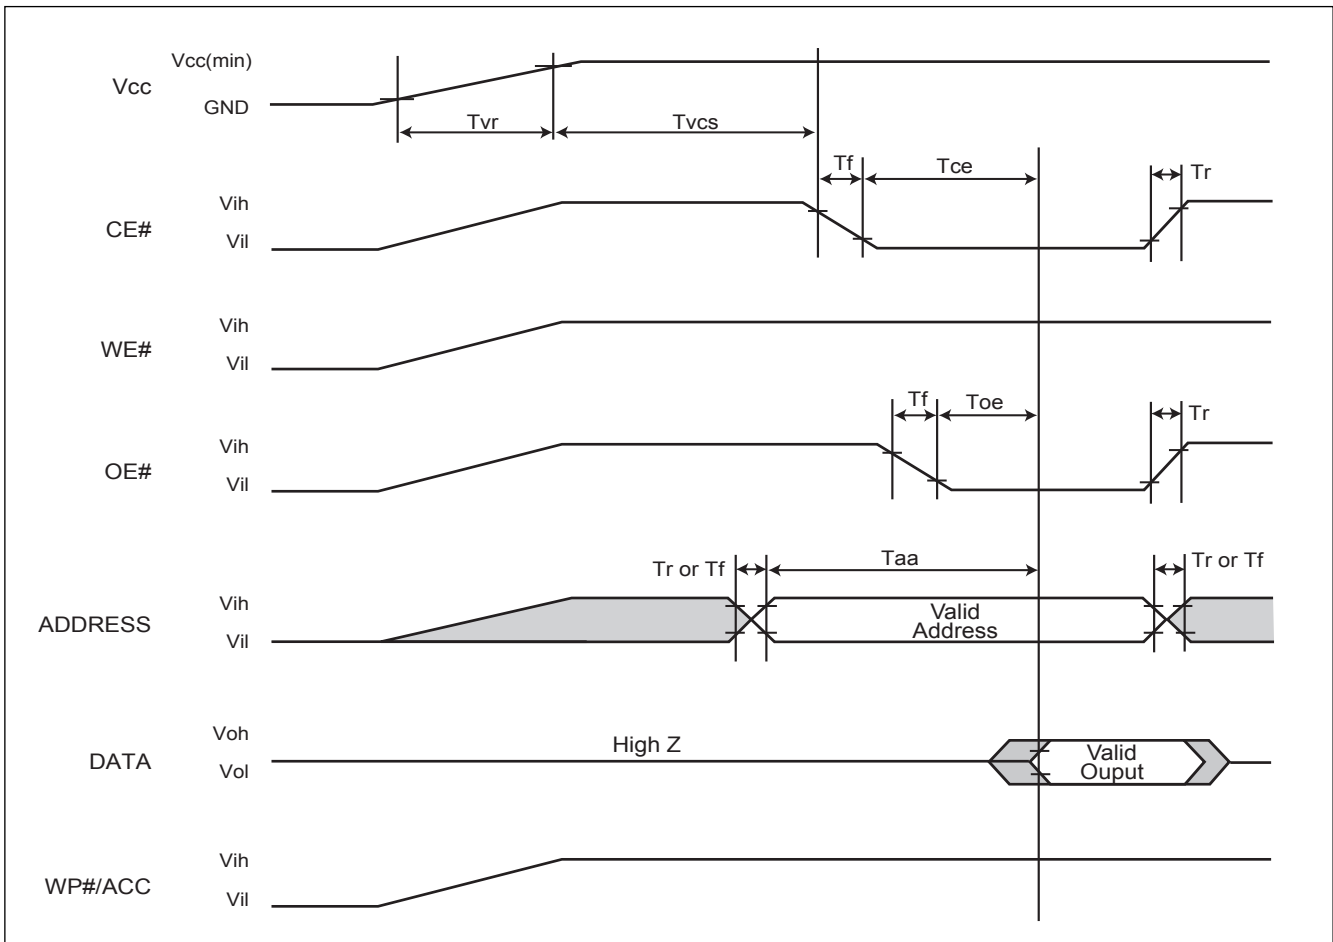 Vcc(min)
Vcc
GND
Tvr
Tvcs
Tf
Tce
Tr
Vih
CE#
Vil
Vih
WE#
Vil
Tf
Toe
Tr
Vih
OE#
Vil
Tr or Tf
Taa
Tr or Tf
Vih
ADDRESS
Vil
Valid
Address
Voh
DATA
Vol
High Z
Valid
Ouput
Vih
WP#/ACC
Vil